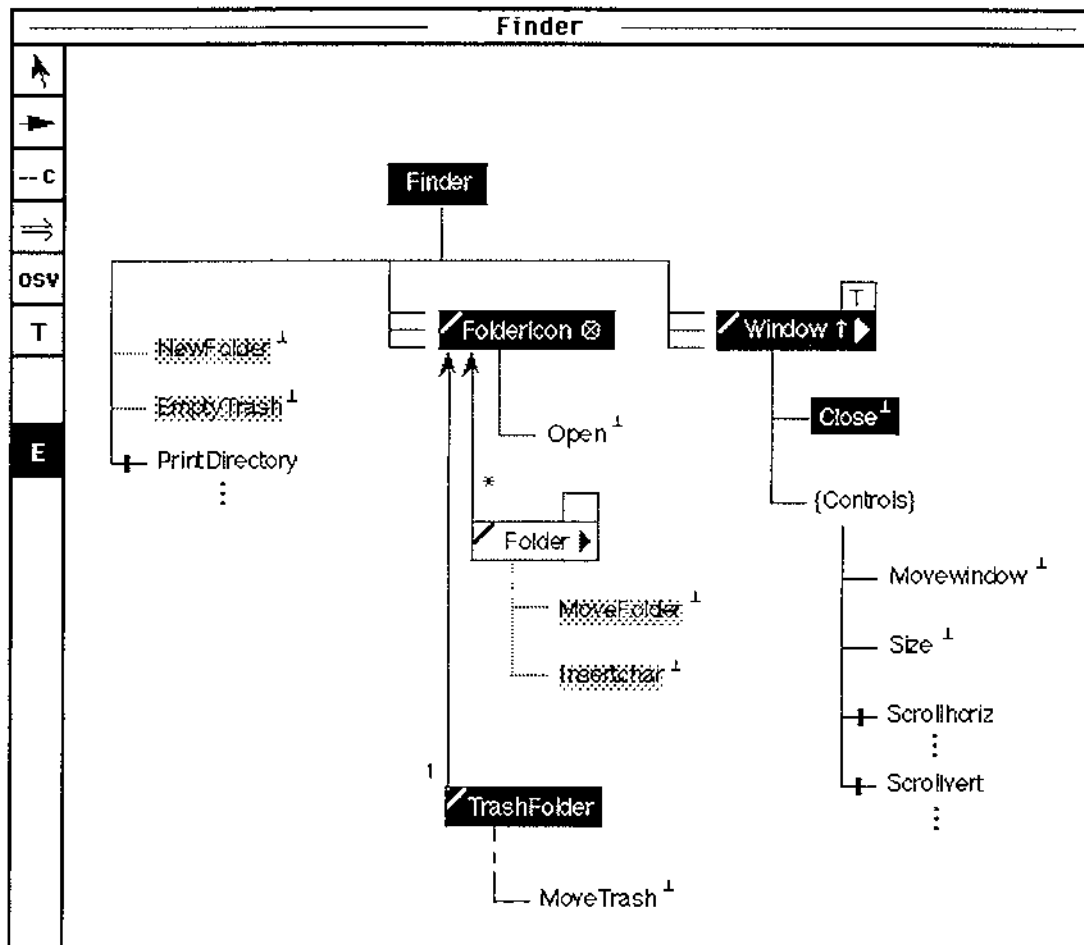 Finder
-- C
OSV
T
E
Finder
T
FolderIcon ⊗
Window ↑
NewFolder ⊥
EmptyTrash ⊥
PrintDirectory
⋮
Open ⊥
Close ⊥
*
{Controls}
Folder
Movewindow ⊥
MoveFolder ⊥
Size ⊥
Insertchar ⊥
Scrollhoriz
⋮
1
Scrollvert
⋮
TrashFolder
MoveTrash ⊥